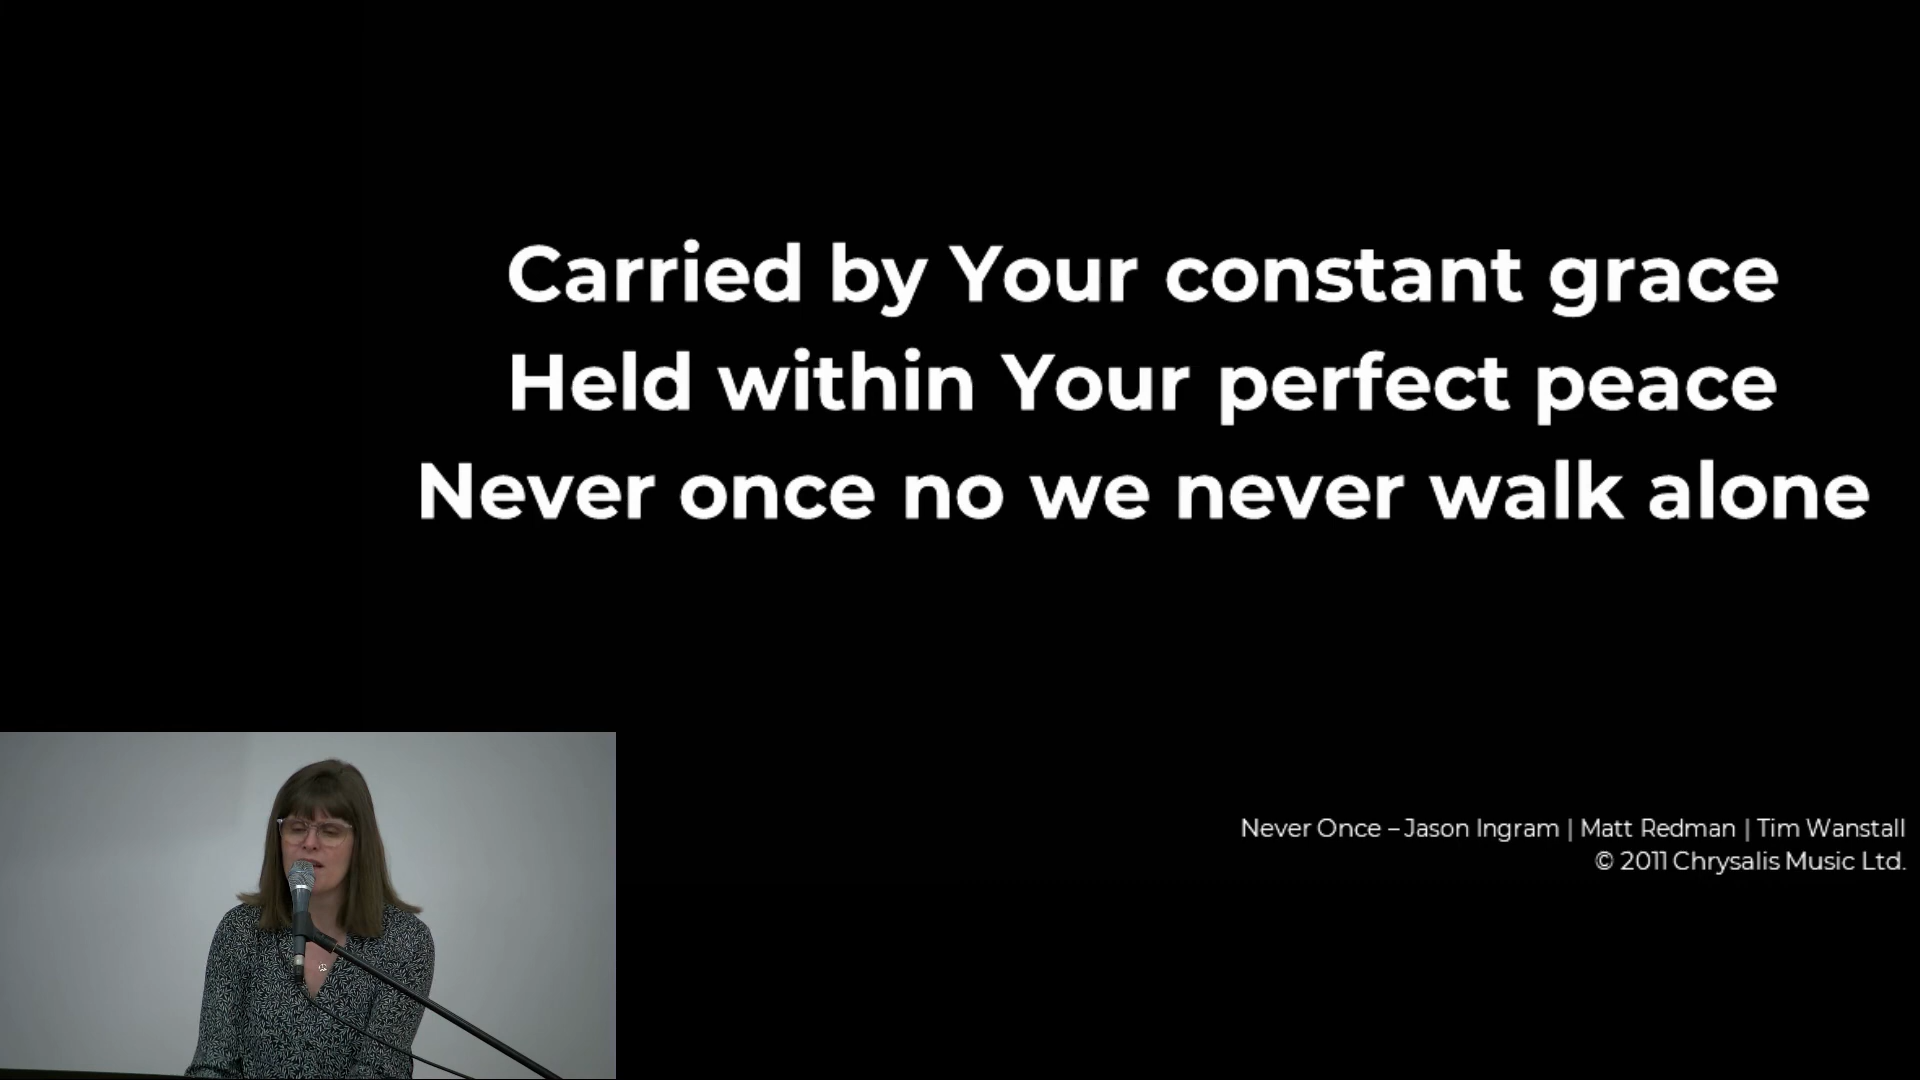 Carried by Your constant grace
Held within Your perfect peace
Never once no we never walk alone
Never Once – Jason Ingram | Matt Redman | Tim Wanstall
© 2011 Chrysalis Music Ltd.